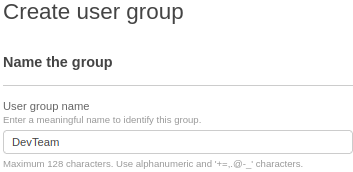 Create user group
Name the group
User group name
Enter a meaningful name to identify this group.
DevTeam
Maximum 128 characters. Use alphanumeric and '+=,.@-_' characters.